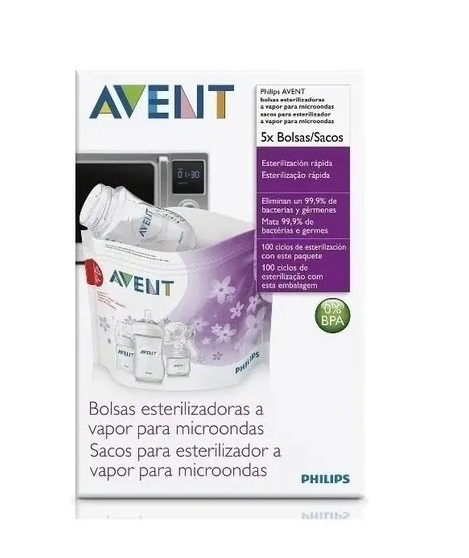 AVENT
Philips AVENT
bolsas esterilizadoras
a vapor para microondas
sacos para esterilizador
a vapor para microondas
5x Bolsas/Sacos
Esterilización rápida
Esterilização rápida
Eliminan un 99,9% de
bacterias y gérmenes
Mata 99,9% de
bactérias e germes
100 ciclos de esterilización
con este paquete
100 ciclos de
esterilização com
esta embalagem
0%
BPA
01:30
AVENT
PHILIPS
Bolsas esterilizadoras a
vapor para microondas
Sacos para esterilizador a
vapor para microondas
PHILIPS